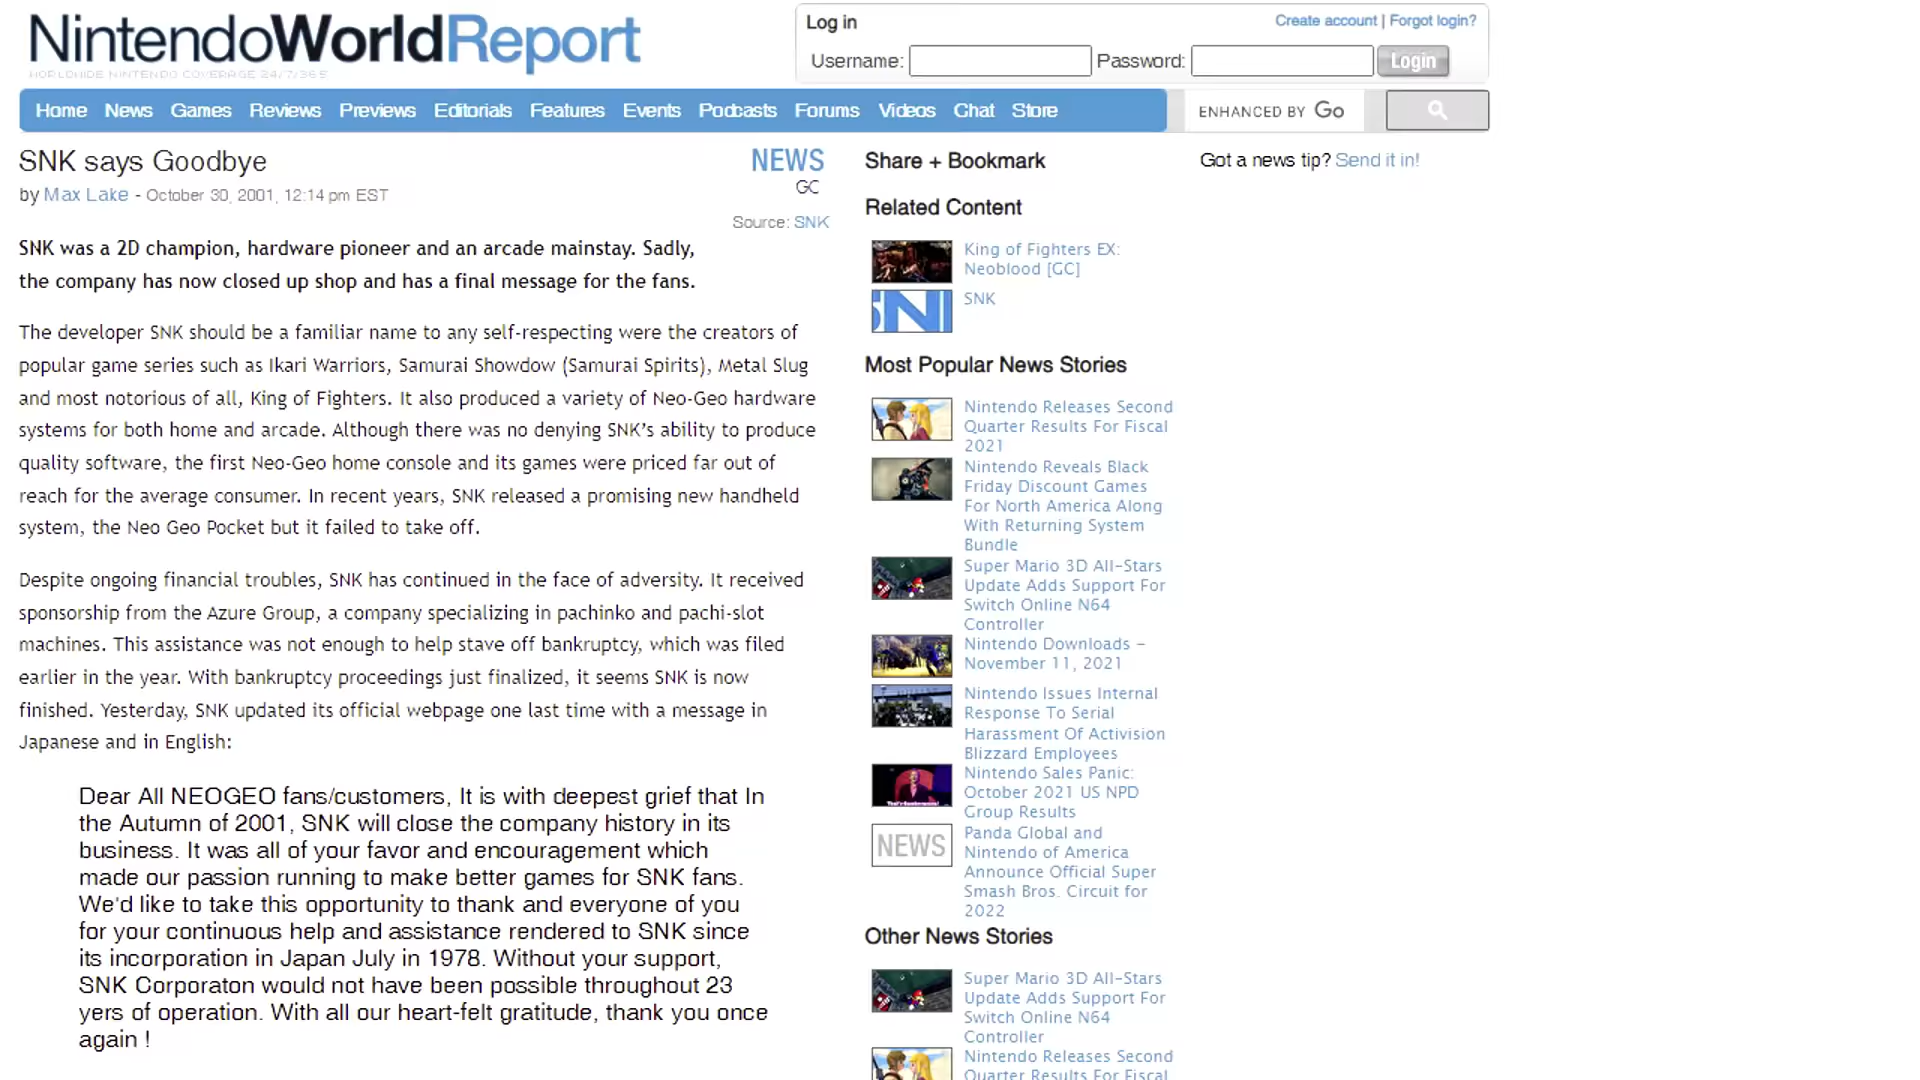 NintendoWorldReport
WORLDWIDE NINTENDO COVERAGE 24/7/365
Log in
Create account | Forgot login?
Username:
Password:
Login
Home News Games Reviews Previews Editorials Features Events Podcasts Forums Videos Chat Store
ENHANCED BY Go
SNK says Goodbye
by Max Lake - October 30, 2001, 12:14 pm EST
NEWS
GC
Source: SNK
SNK was a 2D champion, hardware pioneer and an arcade mainstay. Sadly,
the company has now closed up shop and has a final message for the fans.
The developer SNK should be a familiar name to any self-respecting were the creators of
popular game series such as Ikari Warriors, Samurai Showdow (Samurai Spirits), Metal Slug
and most notorious of all, King of Fighters. It also produced a variety of Neo-Geo hardware
systems for both home and arcade. Although there was no denying SNK's ability to produce
quality software, the first Neo-Geo home console and its games were priced far out of
reach for the average consumer. In recent years, SNK released a promising new handheld
system, the Neo Geo Pocket but it failed to take off.
Despite ongoing financial troubles, SNK has continued in the face of adversity. It received
sponsorship from the Azure Group, a company specializing in pachinko and pachi-slot
machines. This assistance was not enough to help stave off bankruptcy, which was filed
earlier in the year. With bankruptcy proceedings just finalized, it seems SNK is now
finished. Yesterday, SNK updated its official webpage one last time with a message in
Japanese and in English:
Dear All NEOGEO fans/customers, It is with deepest grief that In
the Autumn of 2001, SNK will close the company history in its
business. It was all of your favor and encouragement which
made our passion running to make better games for SNK fans.
We'd like to take this opportunity to thank and everyone of you
for your continuous help and assistance rendered to SNK since
its incorporation in Japan July in 1978. Without your support,
SNK Corporaton would not have been possible throughout 23
yers of operation. With all our heart-felt gratitude, thank you once
again !
Share + Bookmark
Related Content
King of Fighters EX:
Neoblood [GC]
SNK
Most Popular News Stories
Nintendo Releases Second
Quarter Results For Fiscal
2021
Nintendo Reveals Black
Friday Discount Games
For North America Along
With Returning System
Bundle
Super Mario 3D All-Stars
Update Adds Support For
Switch Online N64
Controller
Nintendo Downloads -
November 11, 2021
Nintendo Issues Internal
Response To Serial
Harassment Of Activision
Blizzard Employees
Nintendo Sales Panic:
October 2021 US NPD
Group Results
NEWS
Panda Global and
Nintendo of America
Announce Official Super
Smash Bros. Circuit for
2022
Other News Stories
Super Mario 3D All-Stars
Update Adds Support For
Switch Online N64
Controller
Nintendo Releases Second
Quarter Results For Fiscal
Got a news tip? Send it in!